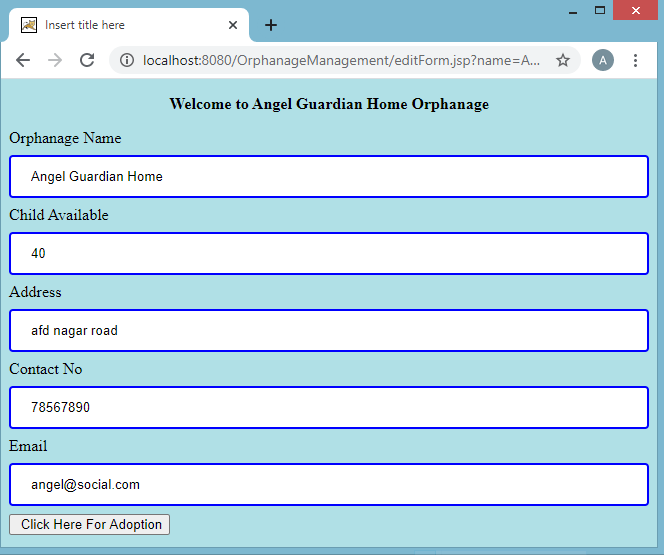 Insert title here
localhost:8080/OrphanageManagement/editForm.jsp?name=A...
A
Welcome to Angel Guardian Home Orphanage
Orphanage Name
Angel Guardian Home
Child Available
40
Address
afd nagar road
Contact No
78567890
Email
angel@social.com
Click Here For Adoption